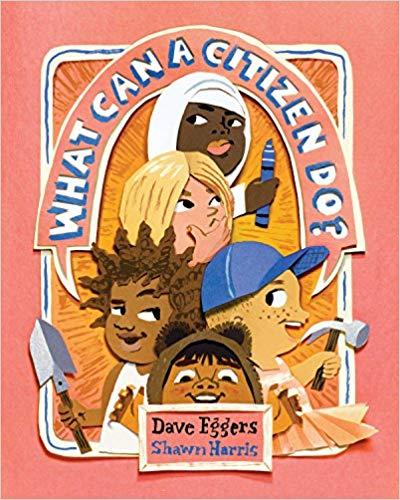 WHAT CAN A CITIZEN DO?
Dave Eggers
Shawn Harris